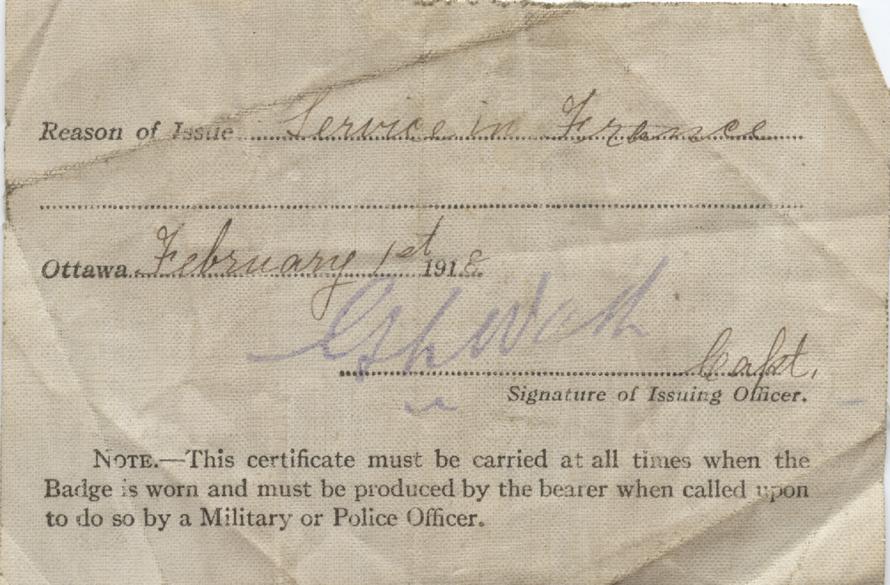 Reason of Issue Service in France
Ottawa February 1st 1918.
Capt.
Signature of Issuing Officer.
NOTE.—This certificate must be carried at all times when the
Badge is worn and must be produced by the bearer when called upon
to do so by a Military or Police Officer.